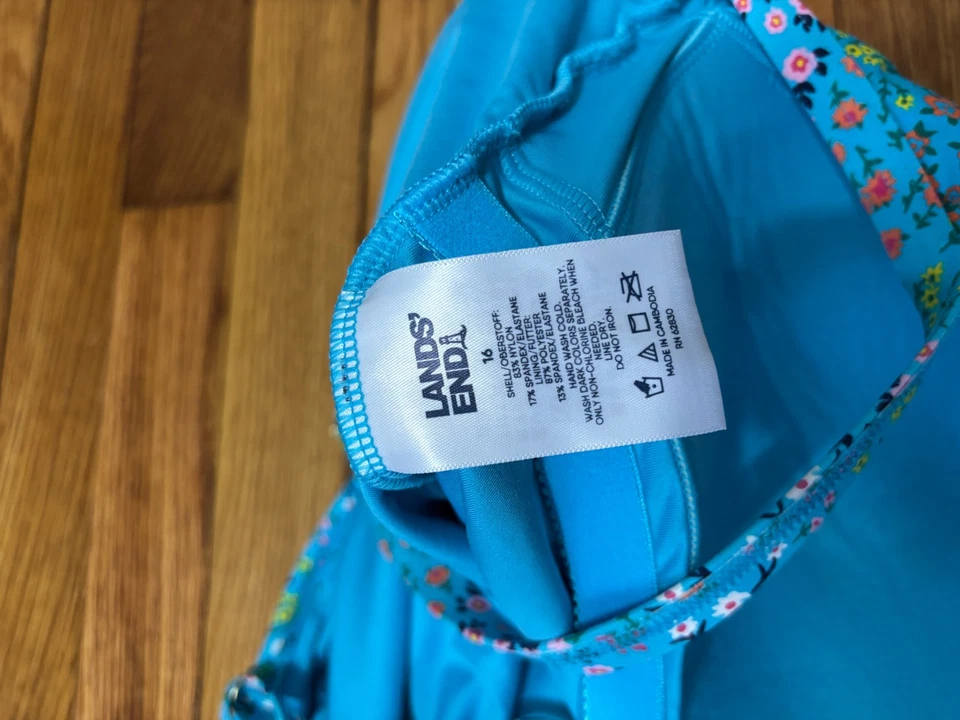 LANDS'
END
16
SHELL/OBERSTOFF:
83% NYLON
17% SPANDEX/ELASTANE
LINING/FUTTER:
87% POLYESTER
13% SPANDEX/ELASTANE
HAND WASH COLD.
WASH DARK COLORS SEPARATELY.
ONLY NON-CHLORINE BLEACH WHEN
NEEDED.
LINE DRY.
DO NOT IRON.
MADE IN CAMBODIA
RN 62830